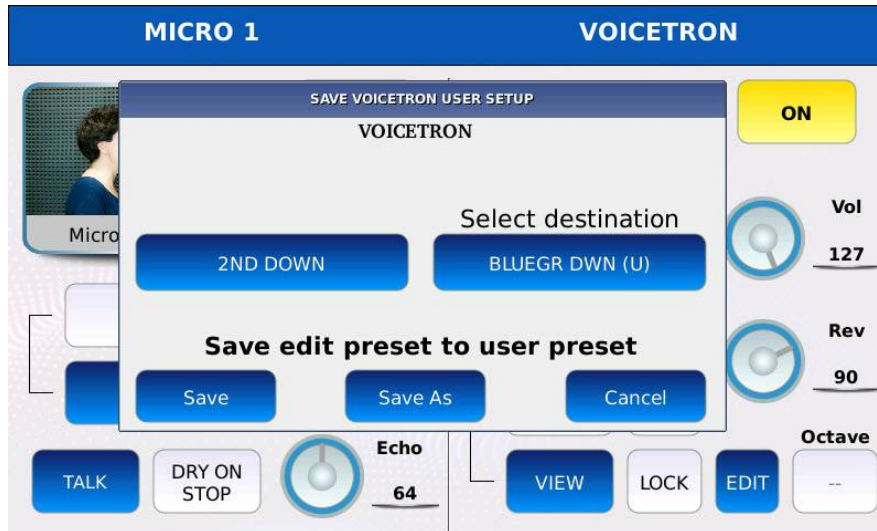 MICRO 1
VOICETRON
SAVE VOICETRON USER SETUP
VOICETRON
ON
Micro
Select destination
2ND DOWN
BLUEGR DWN (U)
Vol
127
Save edit preset to user preset
Save
Save As
Cancel
Rev
90
Echo
64
Octave
--
TALK
DRY ON
STOP
VIEW
LOCK
EDIT